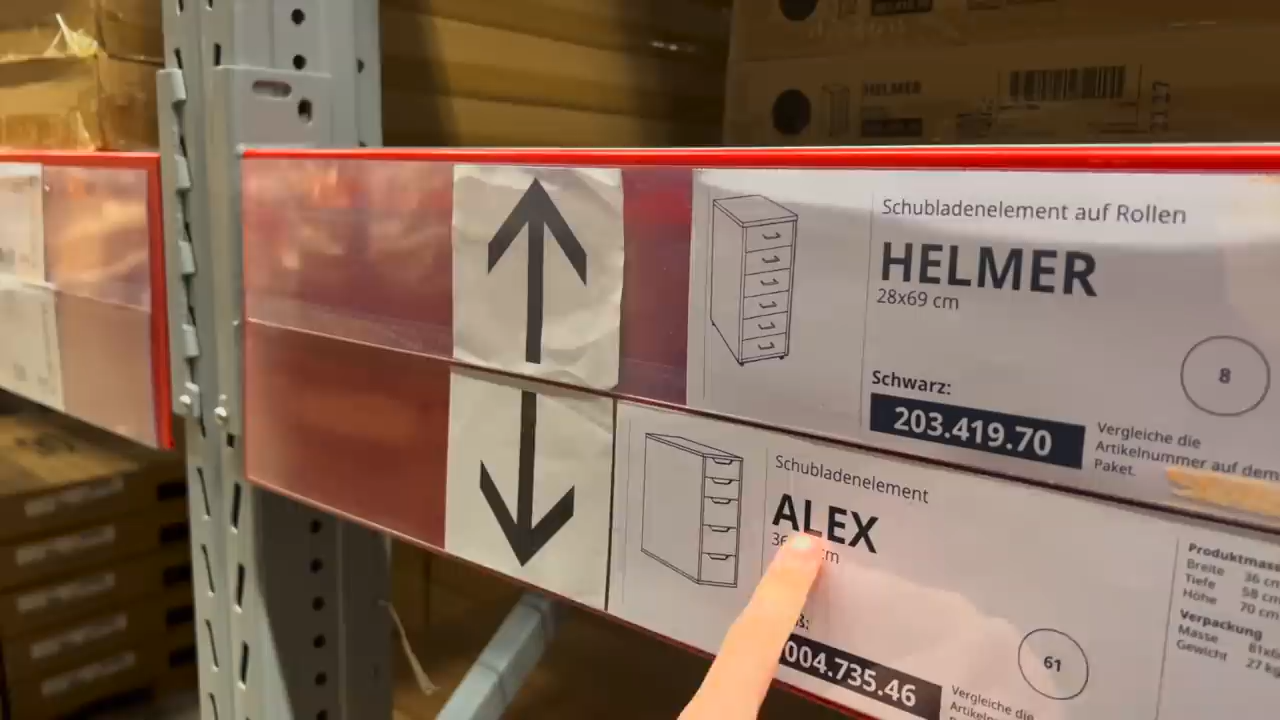 HELMER
Schubladenelement auf Rollen
HELMER
28x69 cm
8
Schwarz:
203.419.70
Vergleiche die
Artikelnummer auf dem
Paket.
Schubladenelement
ALEX
cm
004.735.46
61
Vergleiche die
Produktmasse
Breite 36 cm
Tiefe 58 cm
Höhe 70 cm
Verpackung
Masse
Gewicht 27 kg